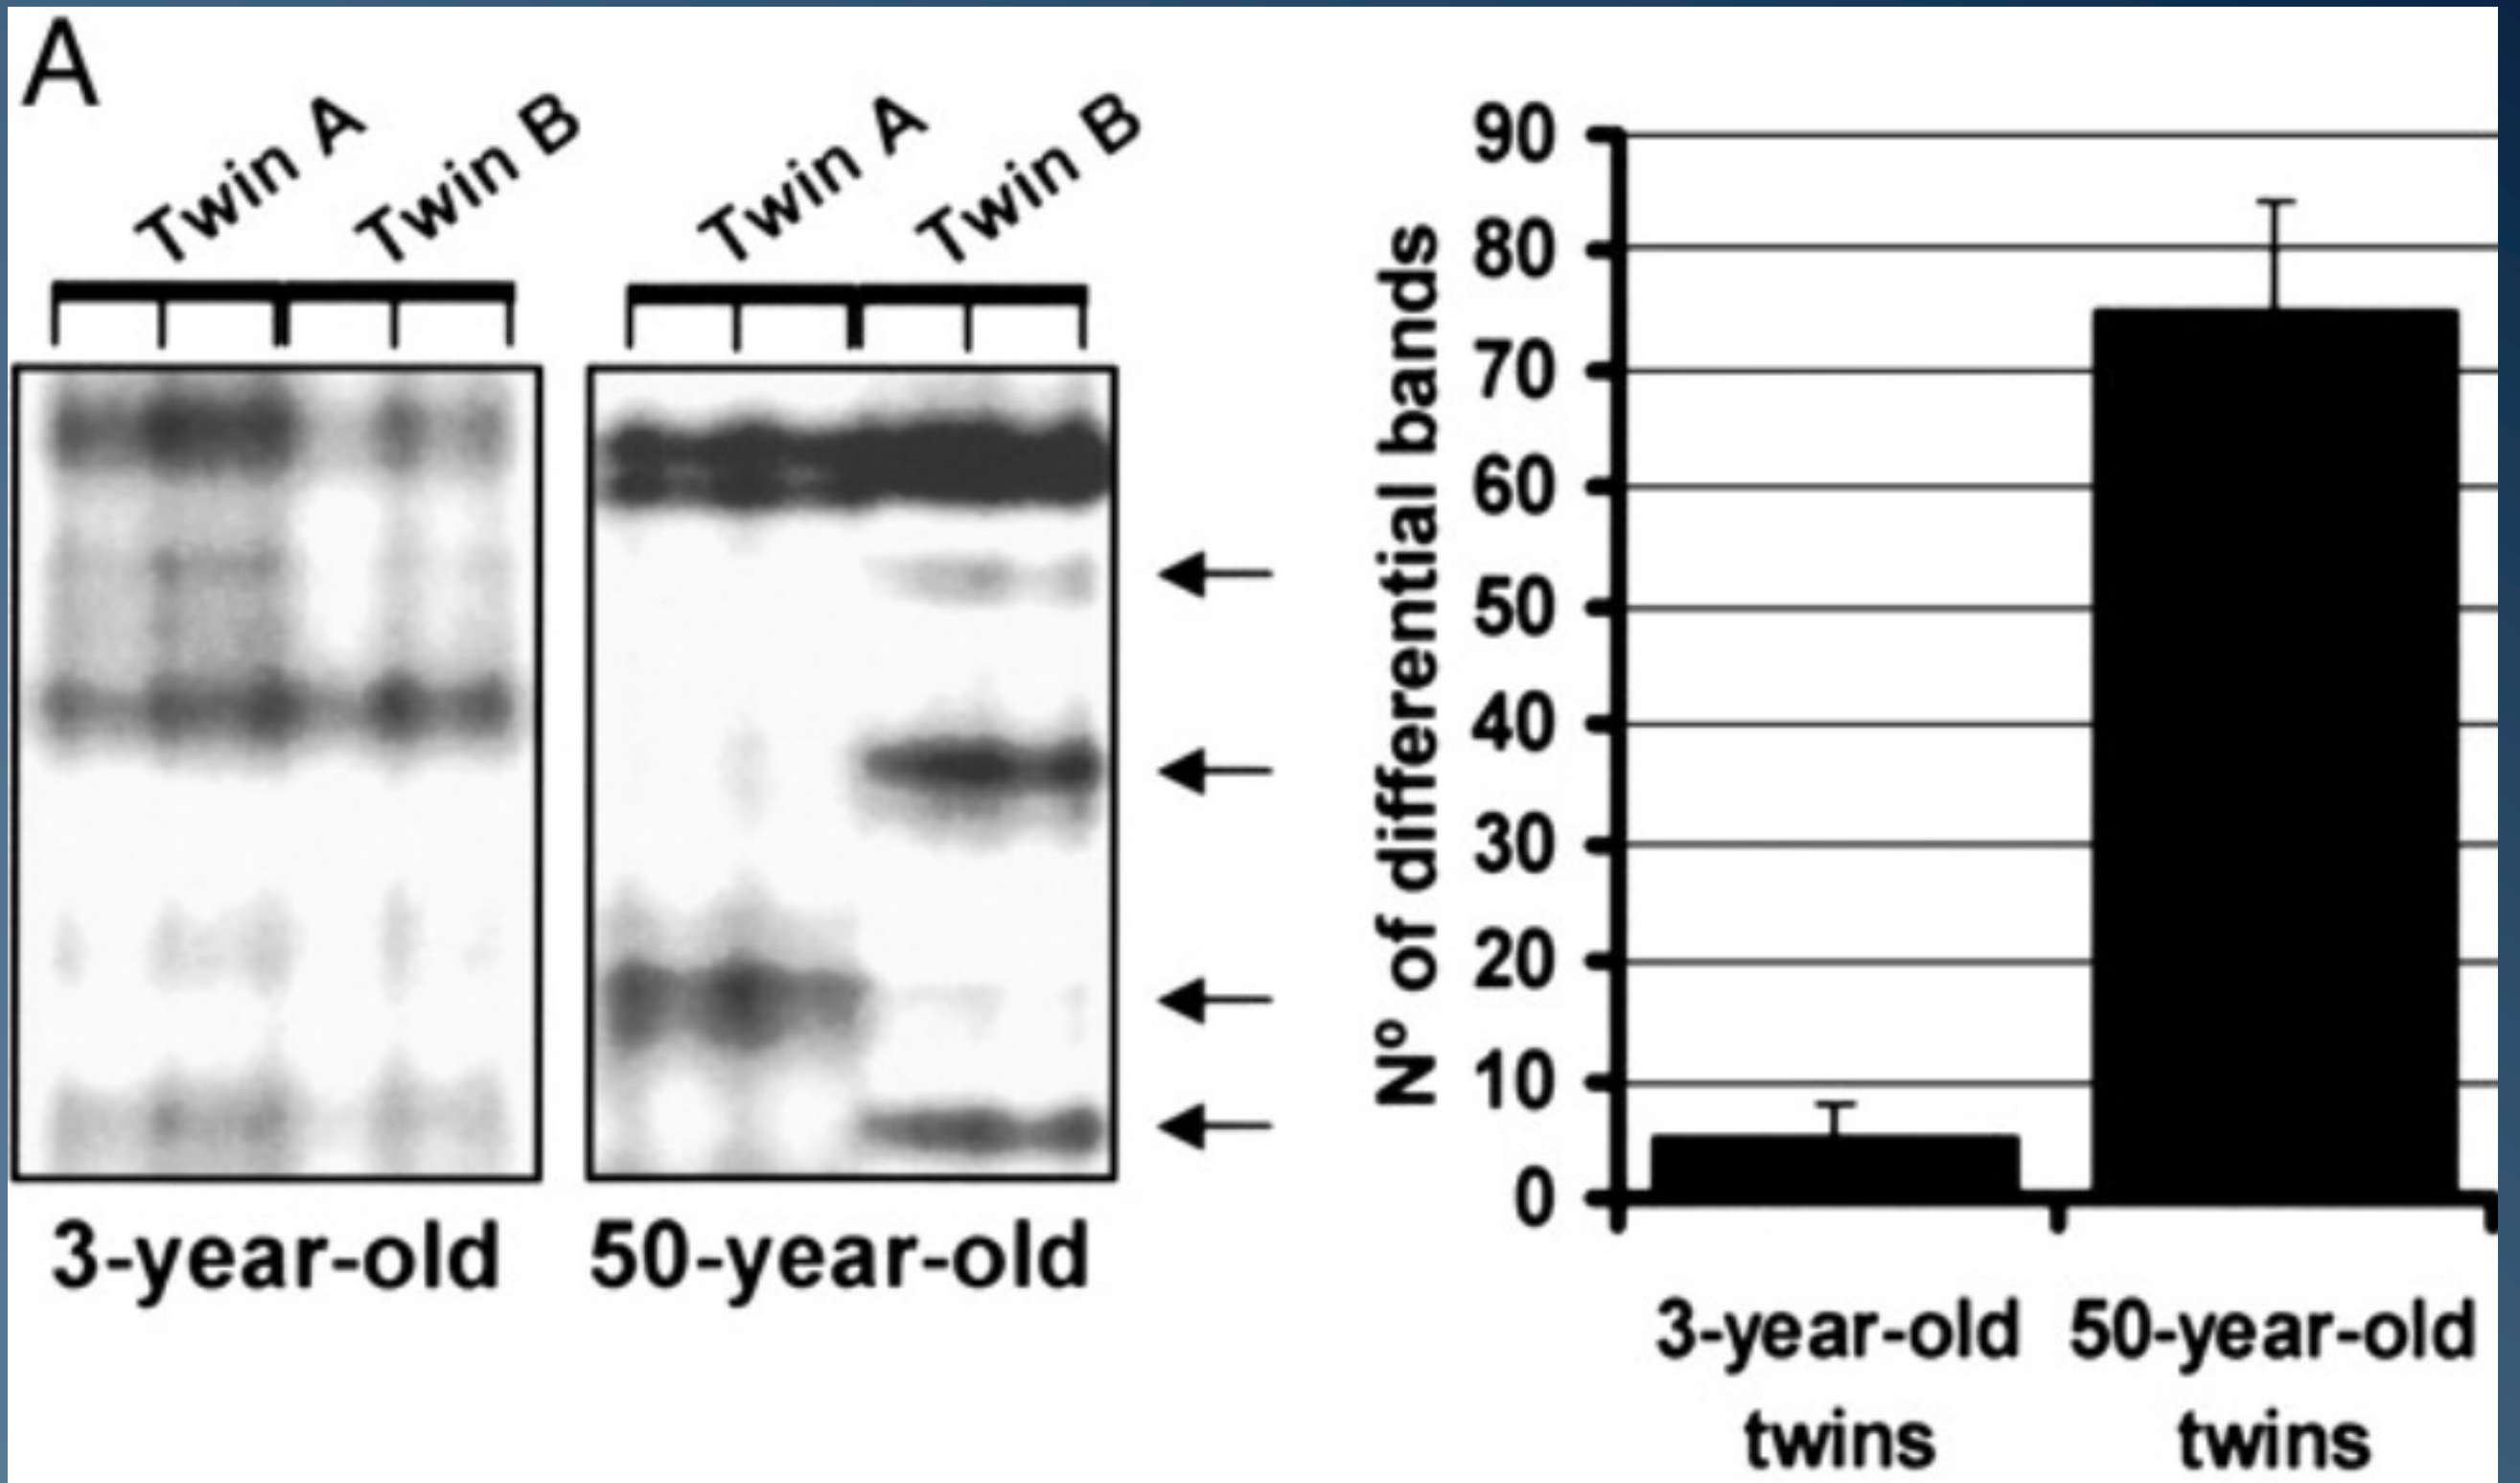 A
Twin A
Twin B
Twin A
Twin B
3-year-old
50-year-old
Nº of differential bands
90
80
70
60
50
40
30
20
10
0
3-year-old
twins
50-year-old
twins